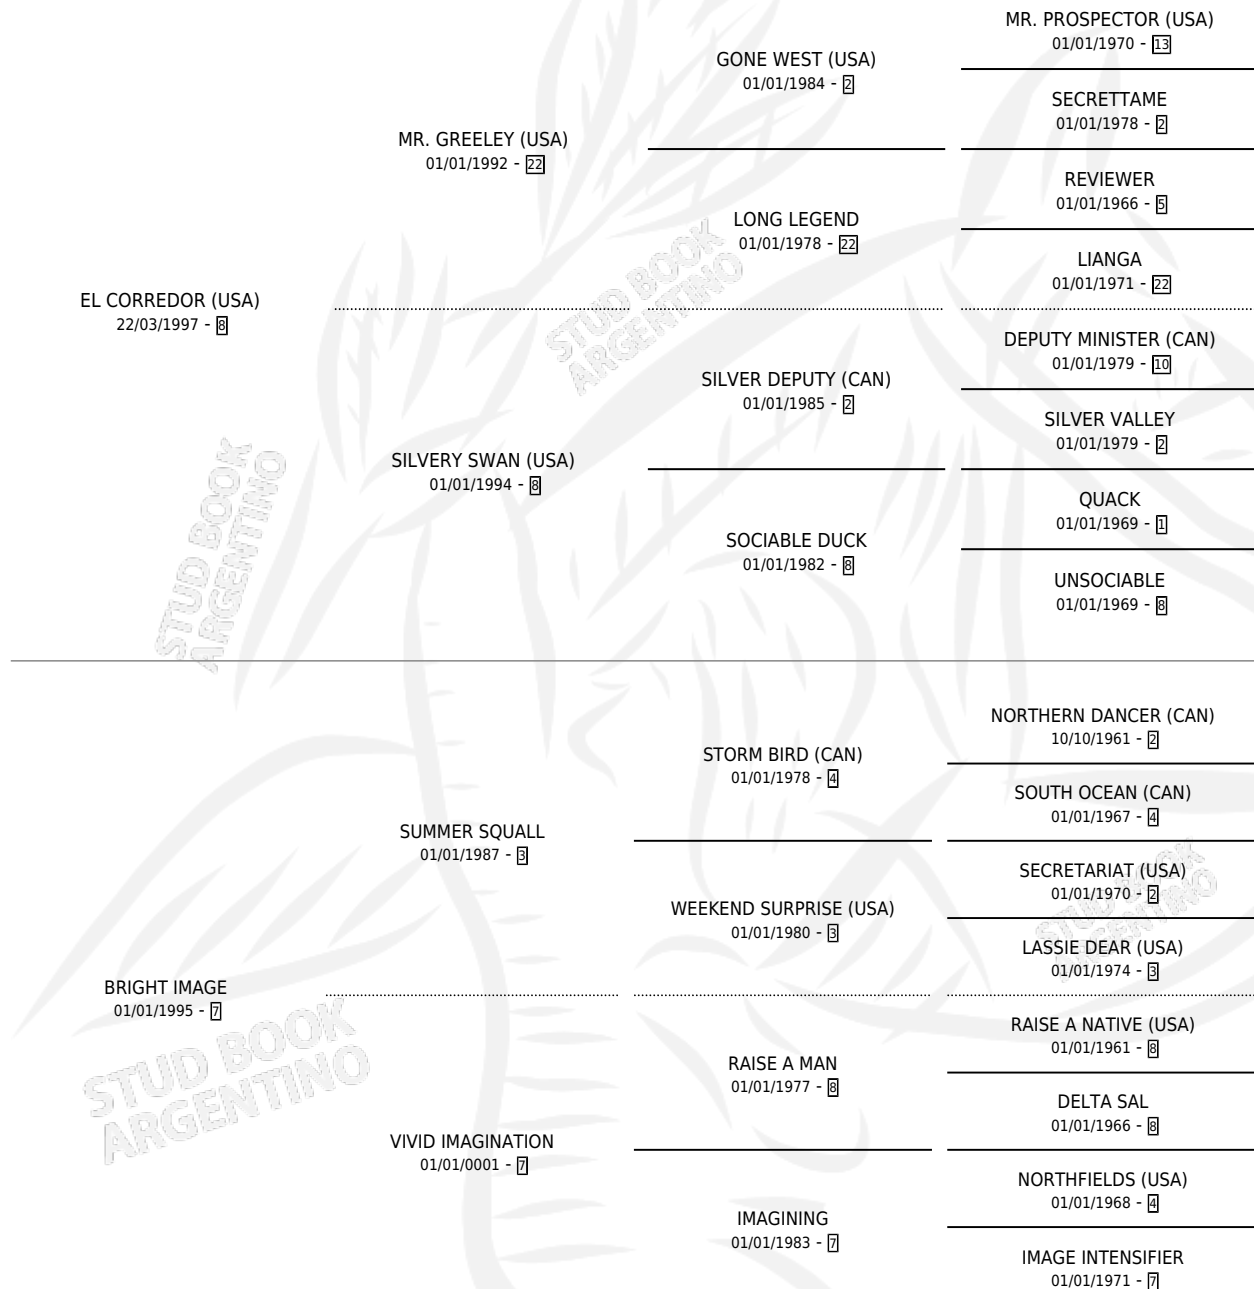 MR. PROSPECTOR (USA)
01/01/1970 - 13
GONE WEST (USA)
01/01/1984 - 2
SECRETTAME
01/01/1978 - 2
MR. GREELEY (USA)
01/01/1992 - 22
REVIEWER
01/01/1966 - 5
LONG LEGEND
01/01/1978 - 22
LIANGA
01/01/1971 - 22
EL CORREDOR (USA)
22/03/1997 - 8
DEPUTY MINISTER (CAN)
01/01/1979 - 10
SILVER DEPUTY (CAN)
01/01/1985 - 2
SILVER VALLEY
01/01/1979 - 2
SILVERY SWAN (USA)
01/01/1994 - 8
QUACK
01/01/1969 - 1
SOCIABLE DUCK
01/01/1982 - 8
UNSOCIABLE
01/01/1969 - 8
NORTHERN DANCER (CAN)
10/10/1961 - 2
STORM BIRD (CAN)
01/01/1978 - 4
SOUTH OCEAN (CAN)
01/01/1967 - 4
SUMMER SQUALL
01/01/1987 - 3
SECRETARIAT (USA)
01/01/1970 - 2
WEEKEND SURPRISE (USA)
01/01/1980 - 3
LASSIE DEAR (USA)
01/01/1974 - 3
BRIGHT IMAGE
01/01/1995 - 7
RAISE A NATIVE (USA)
01/01/1961 - 8
RAISE A MAN
01/01/1977 - 8
DELTA SAL
01/01/1966 - 8
VIVID IMAGINATION
01/01/0001 - 7
NORTHFIELDS (USA)
01/01/1968 - 4
IMAGINING
01/01/1983 - 7
IMAGE INTENSIFIER
01/01/1971 - 7
STUD BOOK
ARGENTINO
STUD BOOK
ARGENTINO
STUD BOOK
ARGENTINO
STUD BOOK
ARGENTINO